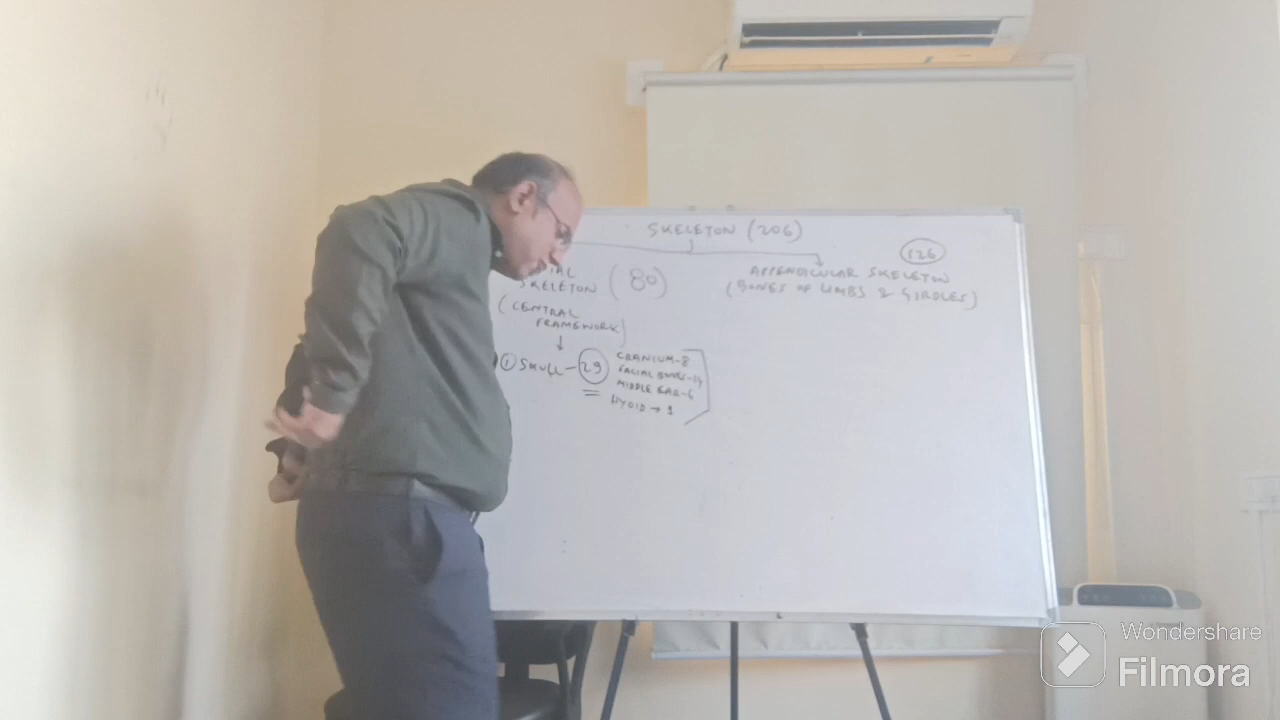 SKELETON (206)
126
IAL
SKELETON (80)
APPENDICULAR SKELETON
(BONES OF LIMBS & GIRDLES)
(CENTRAL
FRAMEWORK)
① SKULL - 29
CRANIUM-8
FACIAL BONES-14
MIDDLE EAR-6
HYOID → 1
Wondershare
Filmora